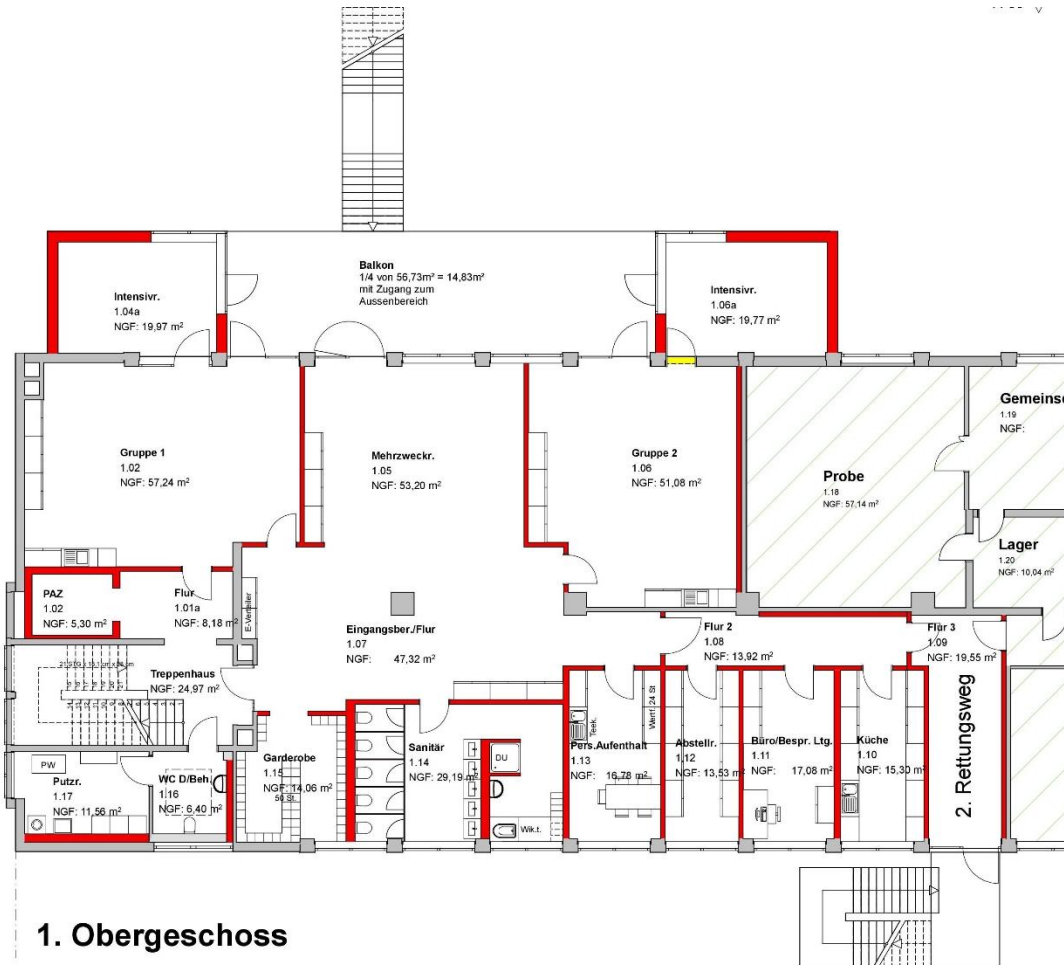 Balkon
1/4 von 56,73m² = 14,83m²
mit Zugang zum
Aussenbereich
Intensivr.
1.04a
NGF: 19,97 m²
Intensivr.
1.06a
NGF: 19,77 m²
Gruppe 1
1.02
NGF: 57,24 m²
Mehrzweckr.
1.05
NGF: 53,20 m²
Gruppe 2
1.06
NGF: 51,08 m²
Probe
1.18
NGF: 57,14 m²
1.19
NGF:
Lager
1.20
NGF: 10,04 m²
PAZ
1.02
NGF: 5,30 m²
Flur
1.01a
NGF: 8,18 m²
E-Verteiler
Eingangsber./Flur
1.07
NGF: 47,32 m²
Flur 2
1.08
NGF: 13,92 m²
Flur 3
1.09
NGF: 19,55 m²
Treppenhaus
NGF: 24,97 m²
2. Rettungsweg
PW
Putzr.
1.17
NGF: 11,56 m²
WC D/Beh.
1.16
NGF: 6,40 m²
Garderobe
1.15
NGF: 14,06 m²
50 St.
Sanitär
1.14
NGF: 29,19 m²
DU
Wik.t.
Teek.
Wertf. 24 St
Pers.Aufenthalt
1.13
NGF: 16,78 m²
Abstellr.
1.12
NGF: 13,53 m²
Büro/Bespr. Ltg.
1.11
NGF: 17,08 m²
Küche
1.10
NGF: 15,30 m²
1. Obergeschoss